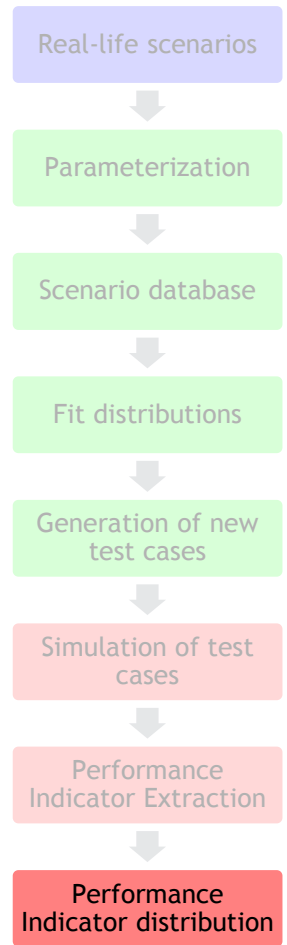 Real-life scenarios
Parameterization
Scenario database
Fit distributions
Generation of new
test cases
Simulation of test
cases
Performance
Indicator Extraction
Performance
Indicator distribution